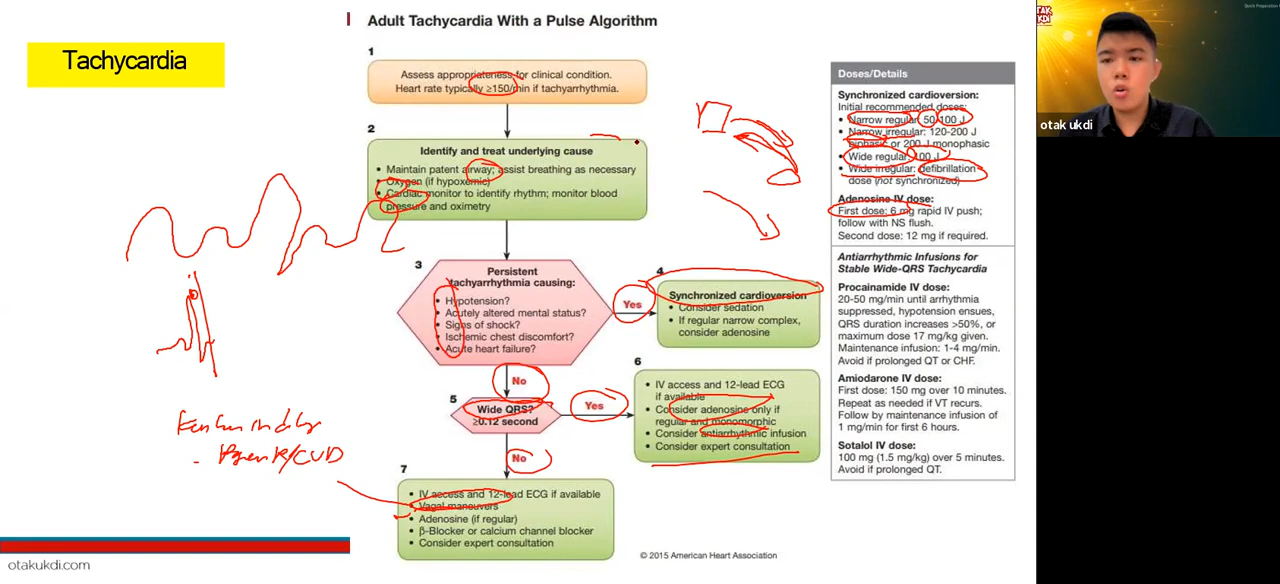 Tachycardia
Adult Tachycardia With a Pulse Algorithm
1
Assess appropriateness for clinical condition.
Heart rate typically ≥150/min if tachyarrhythmia.
2
Identify and treat underlying cause
• Maintain patent airway; assist breathing as necessary
• Oxygen (if hypoxemic)
• Cardiac monitor to identify rhythm; monitor blood
pressure and oximetry
3
Persistent
tachyarrhythmia causing:
• Hypotension?
• Acutely altered mental status?
• Signs of shock?
• Ischemic chest discomfort?
• Acute heart failure?
Yes
4
Synchronized cardioversion
• Consider sedation
• If regular narrow complex,
consider adenosine
No
5
Wide QRS?
≥0.12 second
Yes
6
• IV access and 12-lead ECG
if available
• Consider adenosine only if
regular and monomorphic
• Consider antiarrhythmic infusion
• Consider expert consultation
No
7
• IV access and 12-lead ECG if available
• Vagal maneuvers
• Adenosine (if regular)
• β-Blocker or calcium channel blocker
• Consider expert consultation
© 2015 American Heart Association
Doses/Details
Synchronized cardioversion:
Initial recommended doses:
• Narrow regular: 50-100 J
• Narrow irregular: 120-200 J
biphasic or 200 J monophasic
• Wide regular: 100 J
• Wide irregular: defibrillation
dose (not synchronized)
Adenosine IV dose:
First dose: 6 mg rapid IV push;
follow with NS flush.
Second dose: 12 mg if required.
Antiarrhythmic Infusions for
Stable Wide-QRS Tachycardia
Procainamide IV dose:
20-50 mg/min until arrhythmia
suppressed, hypotension ensues,
QRS duration increases >50%, or
maximum dose 17 mg/kg given.
Maintenance infusion: 1-4 mg/min.
Avoid if prolonged QT or CHF.
Amiodarone IV dose:
First dose: 150 mg over 10 minutes.
Repeat as needed if VT recurs.
Follow by maintenance infusion of
1 mg/min for first 6 hours.
Sotalol IV dose:
100 mg (1.5 mg/kg) over 5 minutes.
Avoid if prolonged QT.
otakukdi.com
OTAK
UKDI
otak ukdi